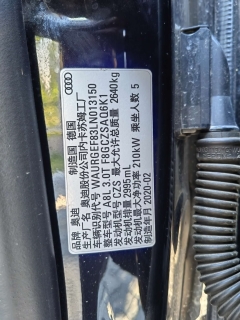 制造国 德国
生产厂名 奥迪股份公司内卡苏姆工厂
品牌 奥迪
车辆识别代号 WAURGEF83LN013150
型号 A8L 3.0T F8GCZSAQ6K1
发动机型号 CZS 最大允许总质量 2640kg
发动机排量 2995mL
发动机最大净功率 210kW 乘坐人数 5
制造年月 2020-02